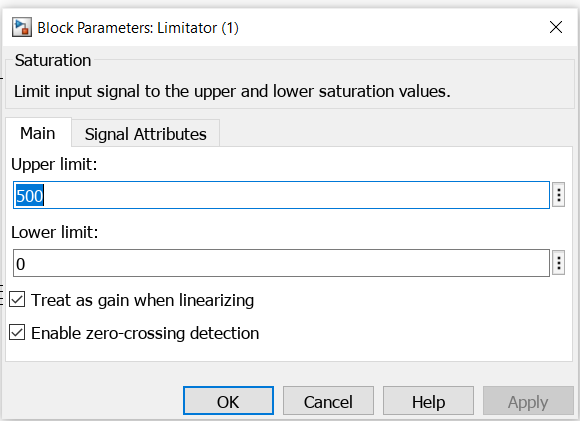 Block Parameters: Limitator (1)
Saturation
Limit input signal to the upper and lower saturation values.
Main Signal Attributes
Upper limit:
500
Lower limit:
0
Treat as gain when linearizing
Enable zero-crossing detection
OK Cancel Help Apply